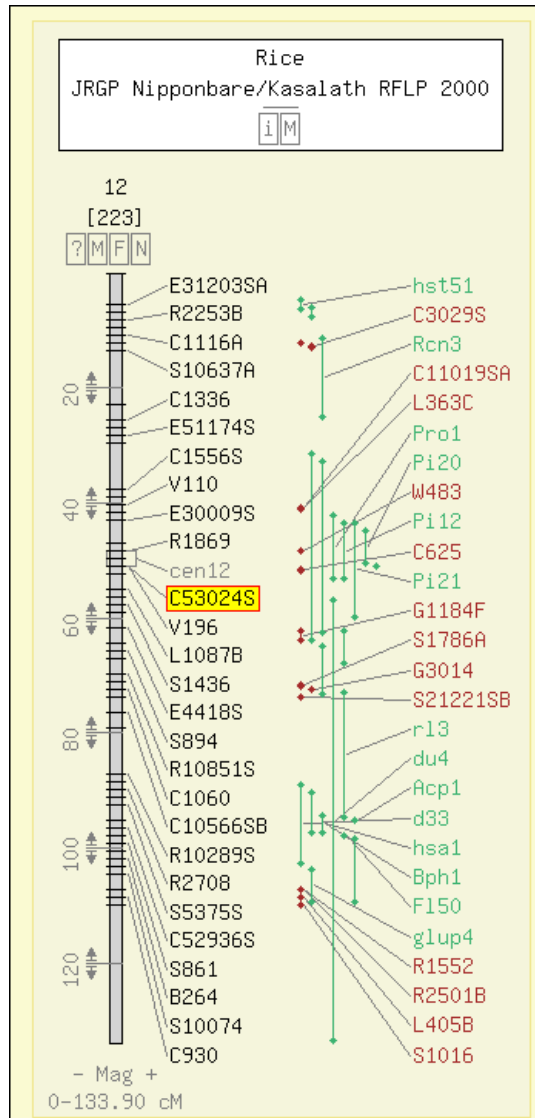 Rice
JRGP Nipponbare/Kasalath RFLP 2000
i M
12
[223]
? M F N
E31203SA
R2253B
C1116A
S10637A
C1336
E51174S
C1556S
V110
E30009S
R1869
cen12
C53024S
V196
L1087B
S1436
E4418S
S894
R10851S
C1060
C10566SB
R10289S
R2708
S5375S
C52936S
S861
B264
S10074
C930
20
40
60
80
100
120
hst51
C3029S
Rcn3
C11019SA
L363C
Pro1
Pi20
W483
Pi12
C625
Pi21
G1184F
S1786A
G3014
S21221SB
rl3
du4
Acp1
d33
hsa1
Bph1
Fl50
glup4
R1552
R2501B
L405B
S1016
- Mag +
0-133.90 cM